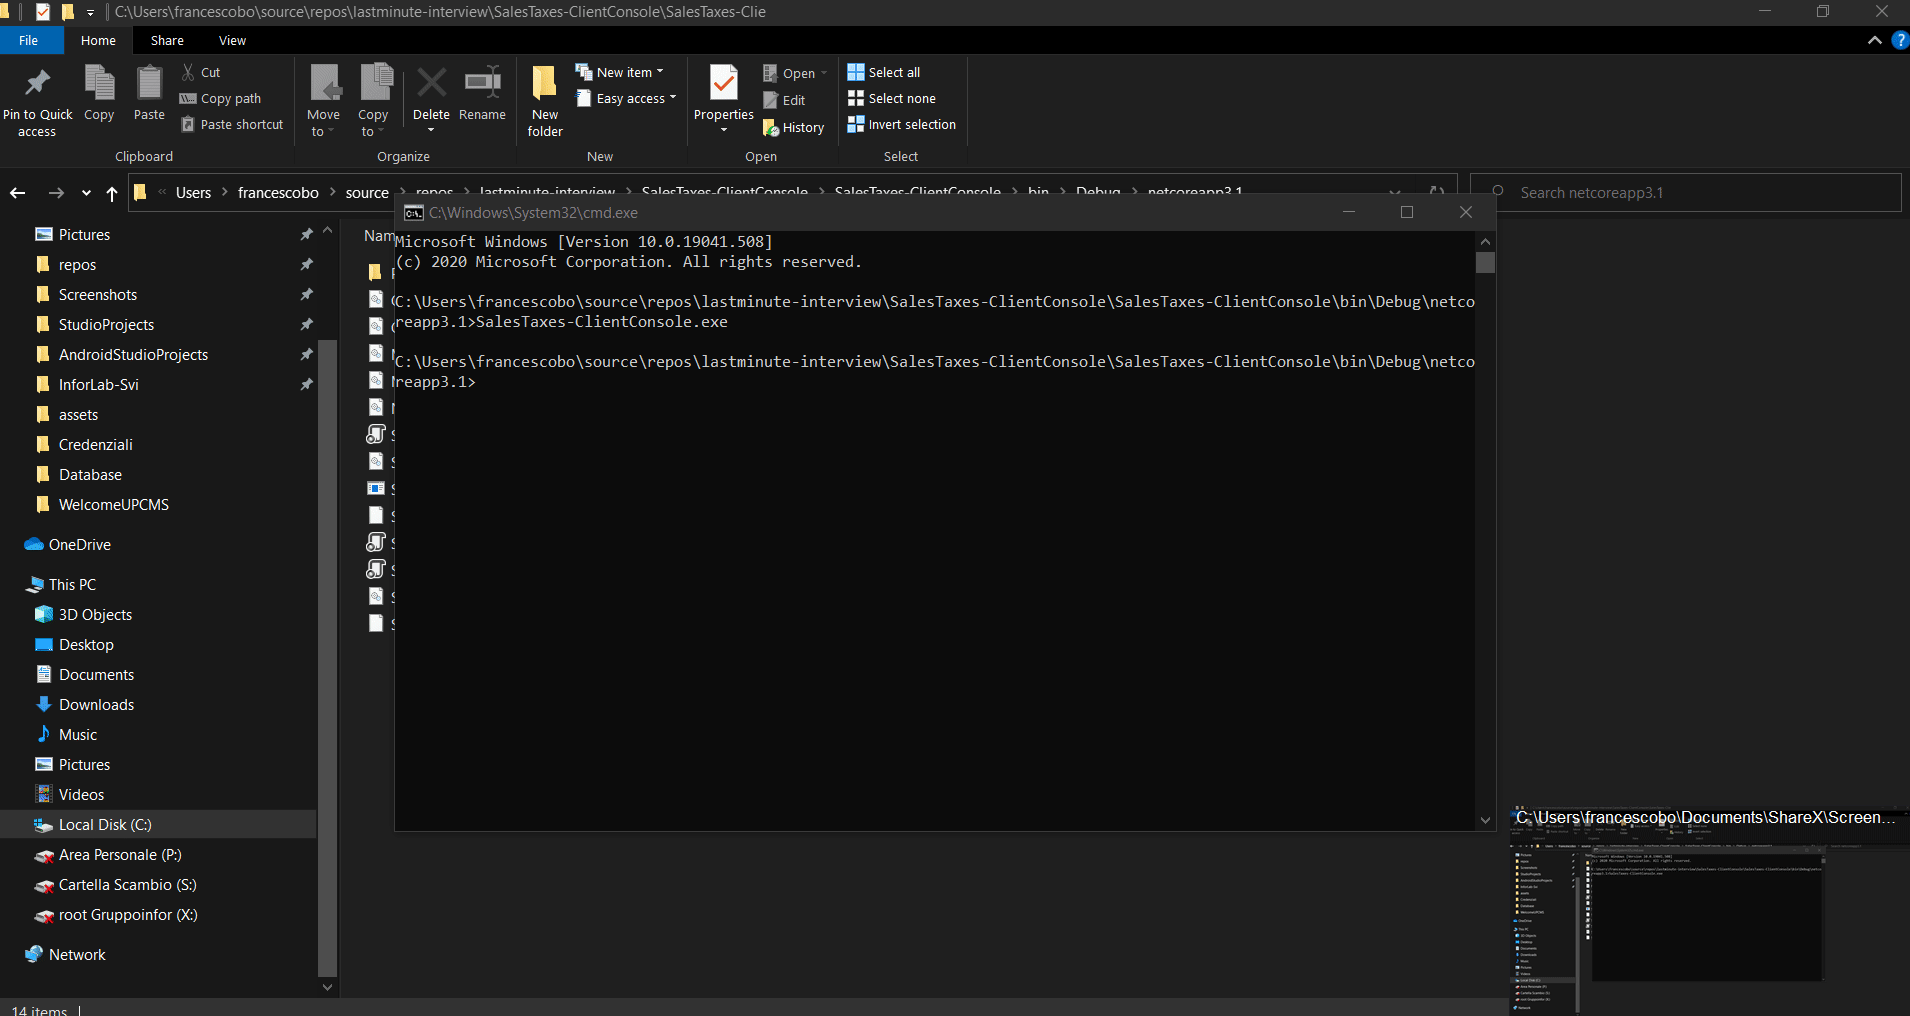 C:\Users\francescobo\source\repos\lastminute-interview\SalesTaxes-ClientConsole\SalesTaxes-Clie
File Home Share View
Pin to Quick access
Copy
Paste
Cut
Copy path
Paste shortcut
Clipboard
Move to
Copy to
Delete
Rename
Organize
New folder
New item
Easy access
New
Properties
Open
Edit
History
Open
Select all
Select none
Invert selection
Select
« Users > francescobo > source > repos > lastminute-interview > SalesTaxes-ClientConsole > SalesTaxes-ClientConsole > bin > Debug > netcoreapp3.1
Search netcoreapp3.1
Pictures
repos
Screenshots
StudioProjects
AndroidStudioProjects
InforLab-Svi
assets
Credenziali
Database
WelcomeUPCMS
OneDrive
This PC
3D Objects
Desktop
Documents
Downloads
Music
Pictures
Videos
Local Disk (C:)
Area Personale (P:)
Cartella Scambio (S:)
root Gruppoinfor (X:)
Network
14 items
Nam
C:\Windows\System32\cmd.exe
Microsoft Windows [Version 10.0.19041.508]
(c) 2020 Microsoft Corporation. All rights reserved.
C:\Users\francescobo\source\repos\lastminute-interview\SalesTaxes-ClientConsole\SalesTaxes-ClientConsole\bin\Debug\netco
reapp3.1>SalesTaxes-ClientConsole.exe
C:\Users\francescobo\source\repos\lastminute-interview\SalesTaxes-ClientConsole\SalesTaxes-ClientConsole\bin\Debug\netco
reapp3.1>
C:\Users\francescobo\Documents\ShareX\Screen...